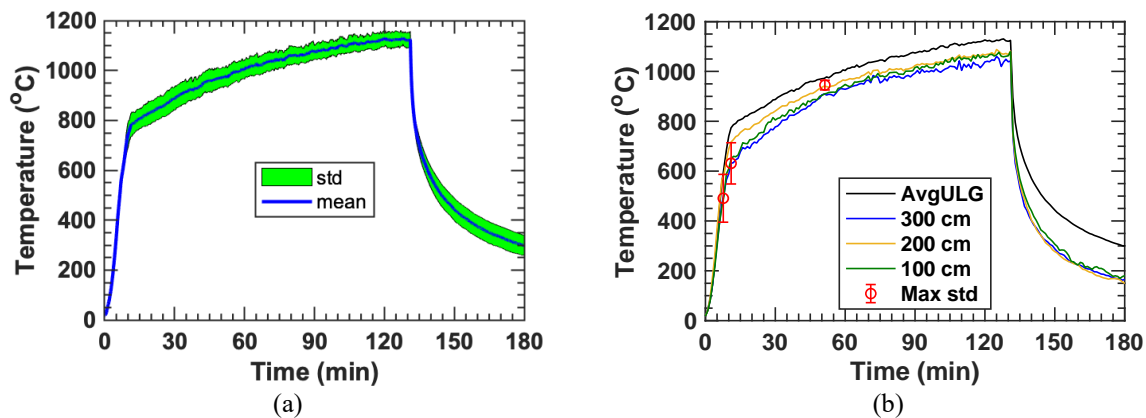 1200
1000
800
600
400
200
0
Temperature (°C)
std
mean
0 30 60 90 120 150 180
Time (min)
(a)
1200
1000
800
600
400
200
0
Temperature (°C)
AvgULG
300 cm
200 cm
100 cm
Max std
0 30 60 90 120 150 180
Time (min)
(b)